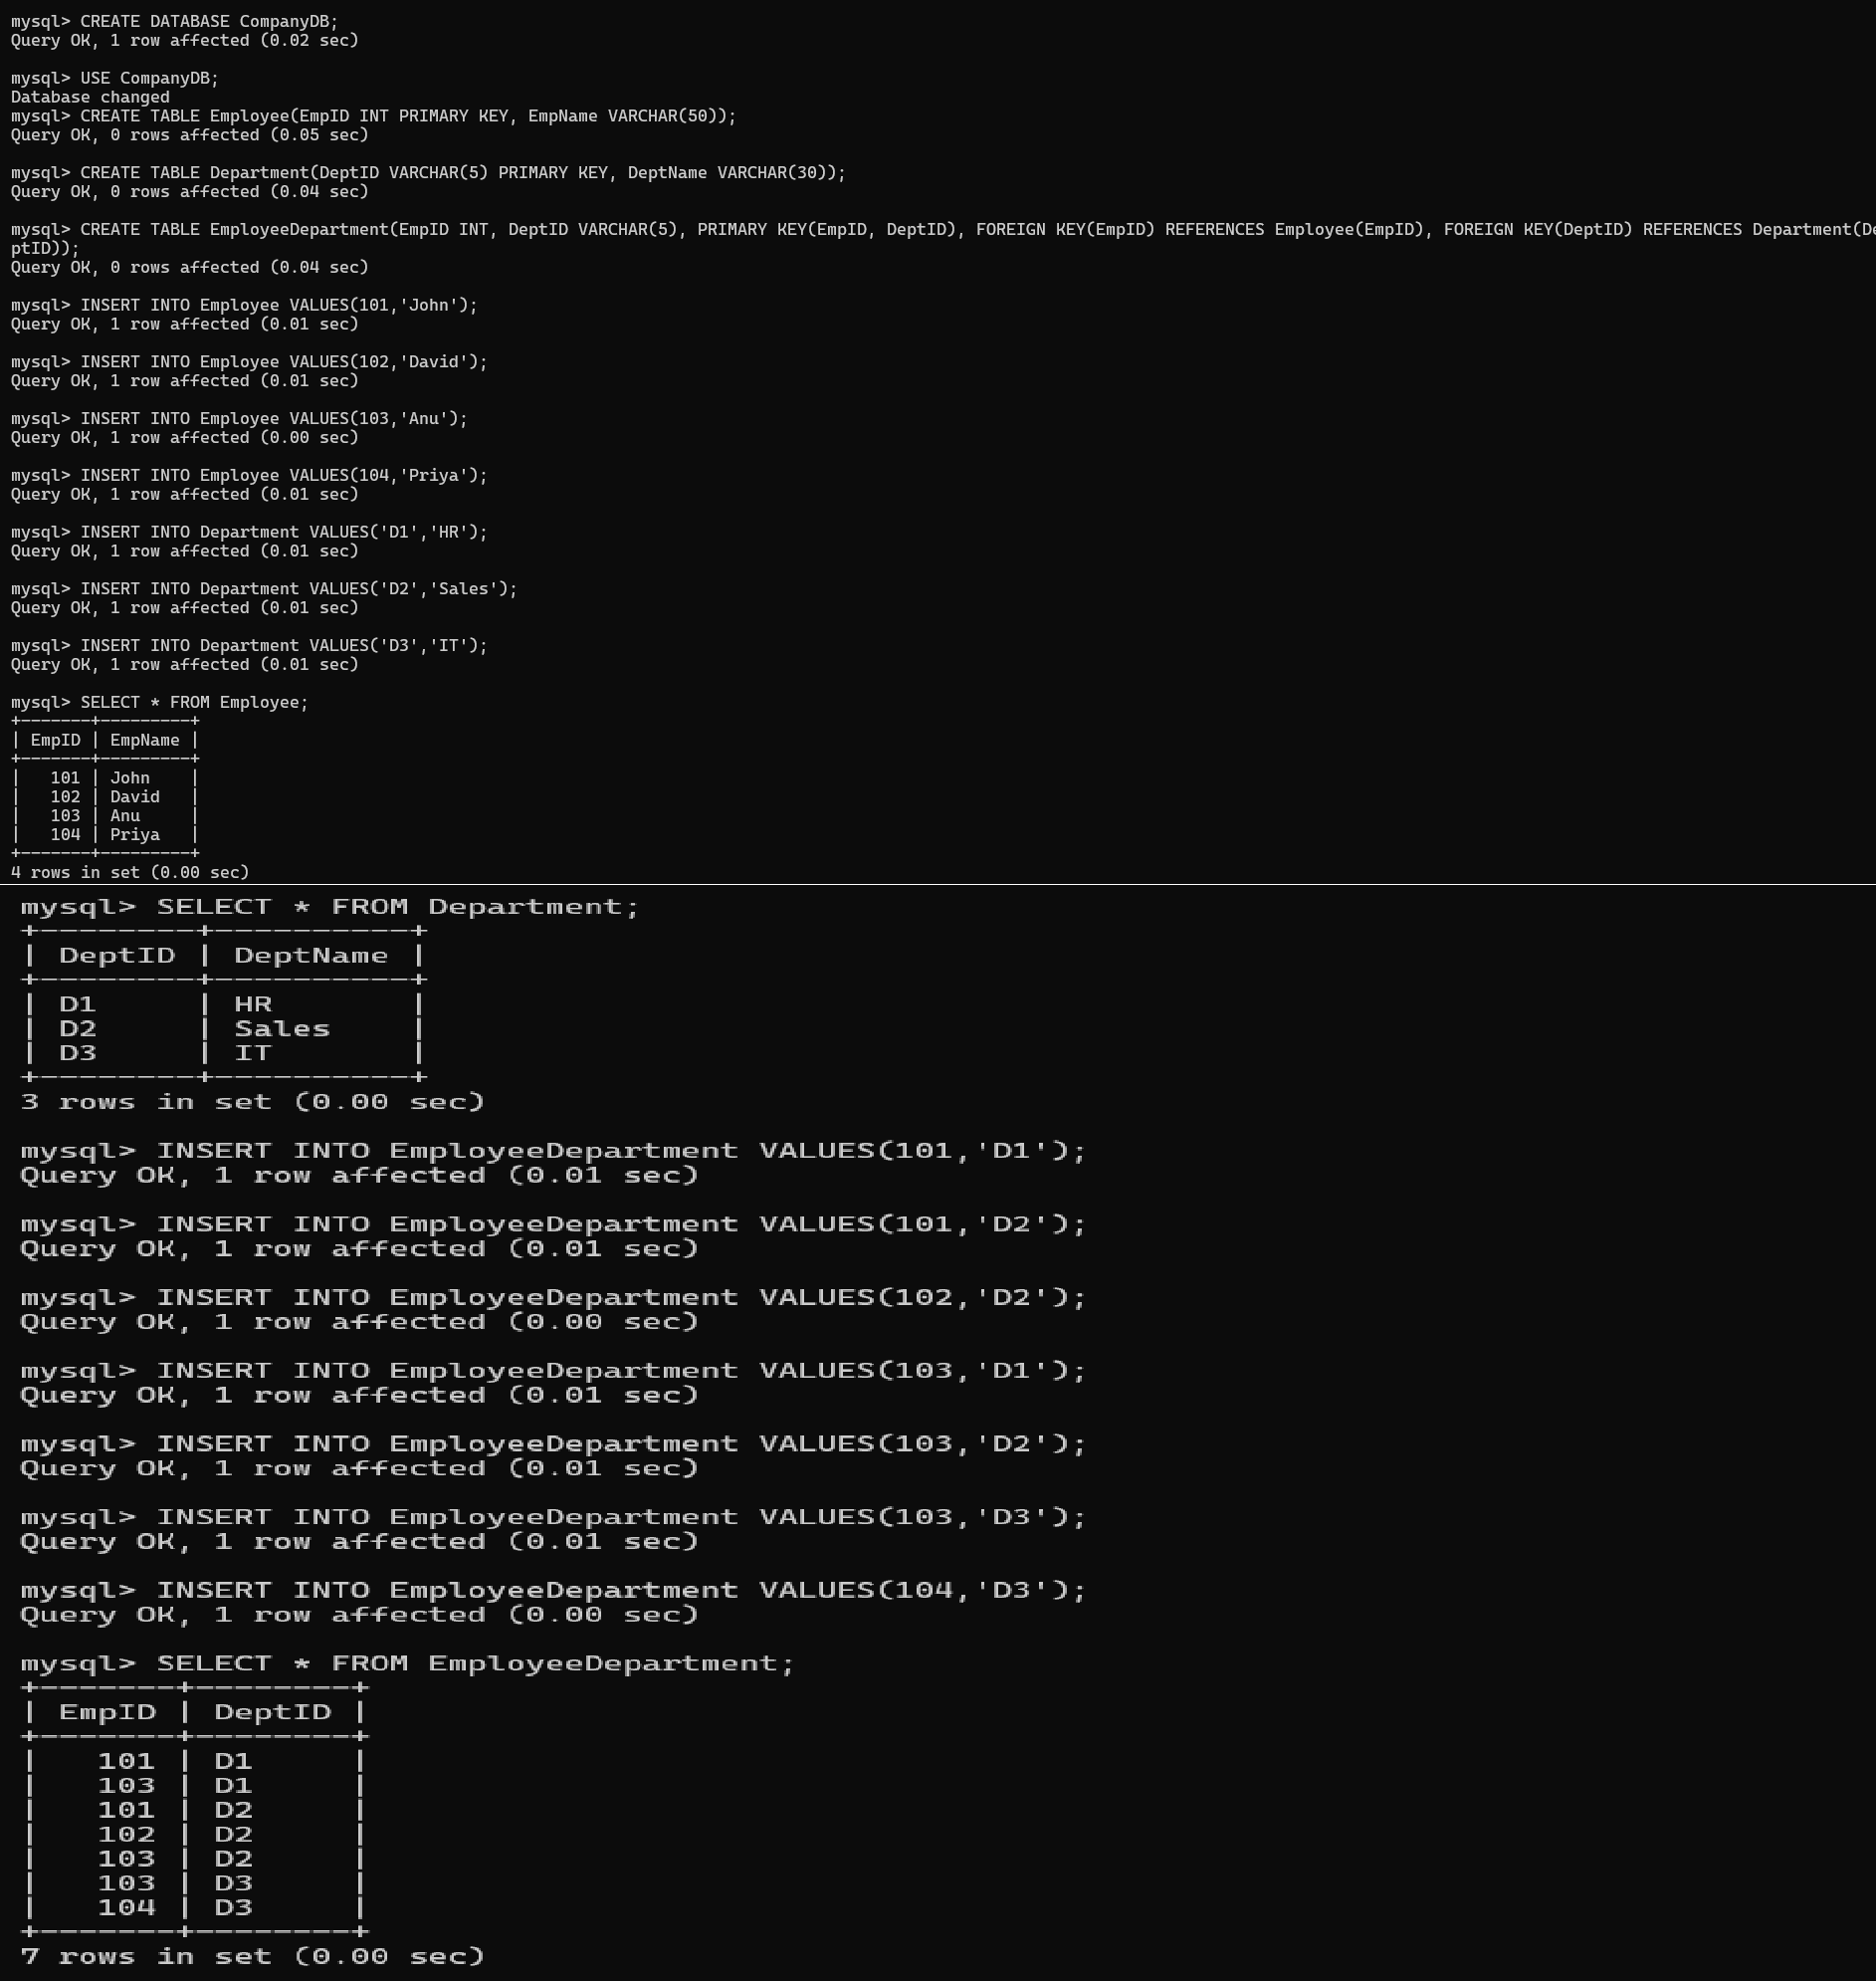 mysql> CREATE DATABASE CompanyDB;
Query OK, 1 row affected (0.02 sec)
mysql> USE CompanyDB;
Database changed
mysql> CREATE TABLE Employee(EmpID INT PRIMARY KEY, EmpName VARCHAR(50));
Query OK, 0 rows affected (0.05 sec)
mysql> CREATE TABLE Department(DeptID VARCHAR(5) PRIMARY KEY, DeptName VARCHAR(30));
Query OK, 0 rows affected (0.04 sec)
mysql> CREATE TABLE EmployeeDepartment(EmpID INT, DeptID VARCHAR(5), PRIMARY KEY(EmpID, DeptID), FOREIGN KEY(EmpID) REFERENCES Employee(EmpID), FOREIGN KEY(DeptID) REFERENCES Department(De
ptID));
Query OK, 0 rows affected (0.04 sec)
mysql> INSERT INTO Employee VALUES(101,'John');
Query OK, 1 row affected (0.01 sec)
mysql> INSERT INTO Employee VALUES(102,'David');
Query OK, 1 row affected (0.01 sec)
mysql> INSERT INTO Employee VALUES(103,'Anu');
Query OK, 1 row affected (0.00 sec)
mysql> INSERT INTO Employee VALUES(104,'Priya');
Query OK, 1 row affected (0.01 sec)
mysql> INSERT INTO Department VALUES('D1','HR');
Query OK, 1 row affected (0.01 sec)
mysql> INSERT INTO Department VALUES('D2','Sales');
Query OK, 1 row affected (0.01 sec)
mysql> INSERT INTO Department VALUES('D3','IT');
Query OK, 1 row affected (0.01 sec)
mysql> SELECT * FROM Employee;
+-------+---------+
| EmpID | EmpName |
+-------+---------+
|   101 | John    |
|   102 | David   |
|   103 | Anu     |
|   104 | Priya   |
+-------+---------+
4 rows in set (0.00 sec)
mysql> SELECT * FROM Department;
+--------+----------+
| DeptID | DeptName |
+--------+----------+
| D1     | HR       |
| D2     | Sales    |
| D3     | IT       |
+--------+----------+
3 rows in set (0.00 sec)
mysql> INSERT INTO EmployeeDepartment VALUES(101,'D1');
Query OK, 1 row affected (0.01 sec)
mysql> INSERT INTO EmployeeDepartment VALUES(101,'D2');
Query OK, 1 row affected (0.01 sec)
mysql> INSERT INTO EmployeeDepartment VALUES(102,'D2');
Query OK, 1 row affected (0.00 sec)
mysql> INSERT INTO EmployeeDepartment VALUES(103,'D1');
Query OK, 1 row affected (0.01 sec)
mysql> INSERT INTO EmployeeDepartment VALUES(103,'D2');
Query OK, 1 row affected (0.01 sec)
mysql> INSERT INTO EmployeeDepartment VALUES(103,'D3');
Query OK, 1 row affected (0.01 sec)
mysql> INSERT INTO EmployeeDepartment VALUES(104,'D3');
Query OK, 1 row affected (0.00 sec)
mysql> SELECT * FROM EmployeeDepartment;
+-------+--------+
| EmpID | DeptID |
+-------+--------+
|   101 | D1     |
|   103 | D1     |
|   101 | D2     |
|   102 | D2     |
|   103 | D2     |
|   103 | D3     |
|   104 | D3     |
+-------+--------+
7 rows in set (0.00 sec)